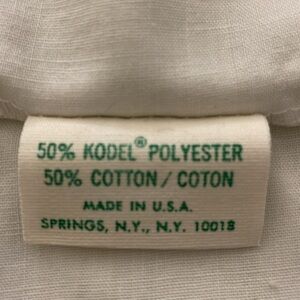 50% KODEL® POLYESTER
50% COTTON / COTON
MADE IN U.S.A.
SPRINGS, N.Y., N.Y. 10018